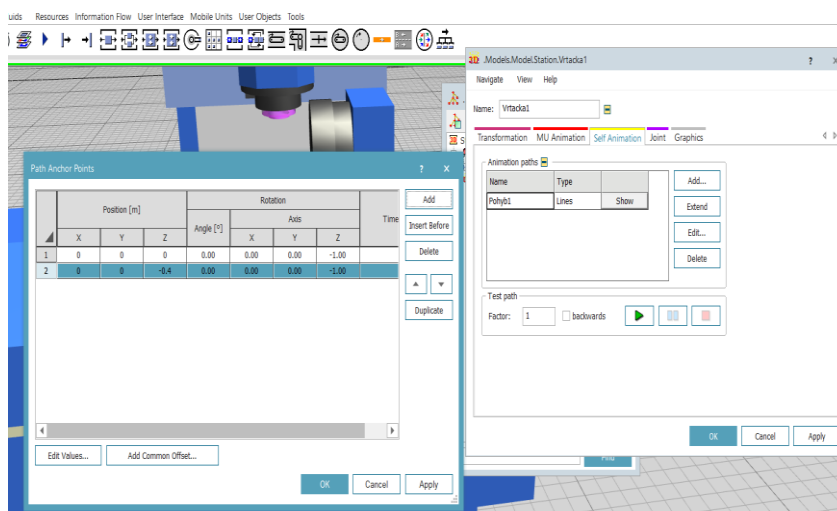 uids Resources Information Flow User Interface Mobile Units User Objects Tools
3D .Models.Model.Station.Vrtacka1 ? x
Navigate View Help
Name: Vrtacka1
Transformation MU Animation Self Animation Joint Graphics
Animation paths
Name Type
Pohyb1 Lines Show
Add...
Extend
Edit...
Delete
Test path
Factor: 1 backwards
OK Cancel Apply
Path Anchor Points ? x
Position [m] Rotation Time
Angle [°] Axis
X Y Z X Y Z
1 0 0 0 0.00 0.00 0.00 -1.00
2 0 0 -0.4 0.00 0.00 0.00 -1.00
Add
Insert Before
Delete
Duplicate
Edit Values... Add Common Offset...
OK Cancel Apply